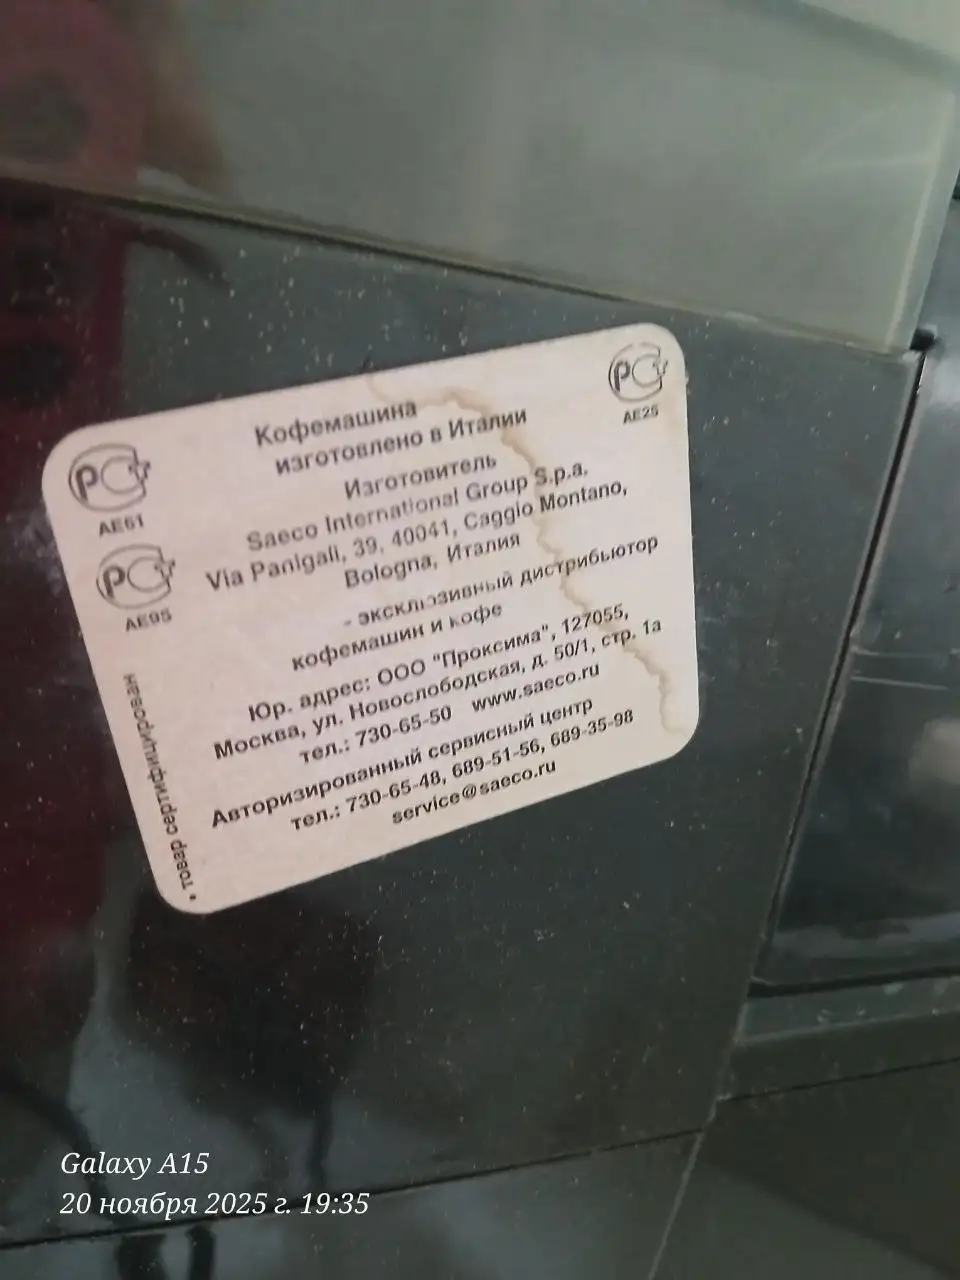 Кофемашина
изготовлено в Италии
Изготовитель
Saeco International Group S.p.a.
Via Panigali, 39, 40041, Caggio Montano,
Bologna, Италия
- эксклюзивный дистрибьютор
кофемашин и кофе
Юр. адрес: ООО "Проксима", 127055,
Москва, ул. Новослободская, д. 50/1, стр. 1а
тел.: 730-65-50 www.saeco.ru
Авторизированный сервисный центр
тел.: 730-65-48, 689-51-56, 689-35-98
service@saeco.ru
РС
АЕ61
РС
АЕ95
РС
АЕ25
• товар сертифицирован
Galaxy A15
20 ноября 2025 г. 19:35